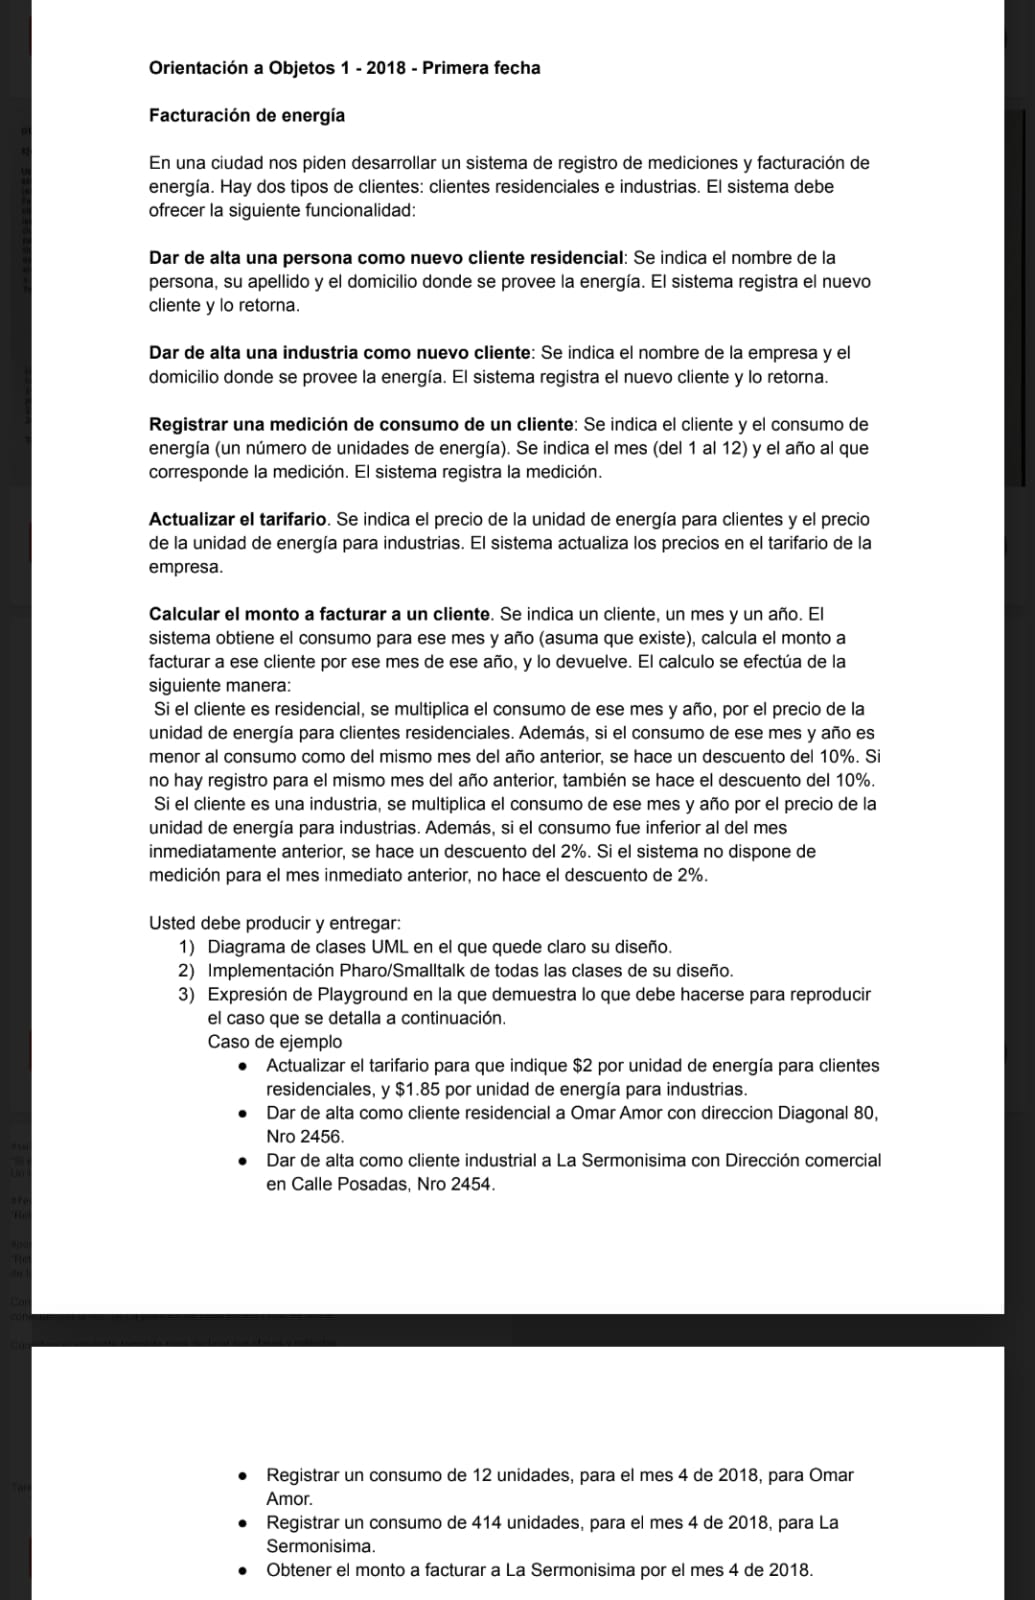 Orientación a Objetos 1 - 2018 - Primera fecha
Facturación de energía
En una ciudad nos piden desarrollar un sistema de registro de mediciones y facturación de
energía. Hay dos tipos de clientes: clientes residenciales e industrias. El sistema debe
ofrecer la siguiente funcionalidad:
Dar de alta una persona como nuevo cliente residencial: Se indica el nombre de la
persona, su apellido y el domicilio donde se provee la energía. El sistema registra el nuevo
cliente y lo retorna.
Dar de alta una industria como nuevo cliente: Se indica el nombre de la empresa y el
domicilio donde se provee la energía. El sistema registra el nuevo cliente y lo retorna.
Registrar una medición de consumo de un cliente: Se indica el cliente y el consumo de
energía (un número de unidades de energía). Se indica el mes (del 1 al 12) y el año al que
corresponde la medición. El sistema registra la medición.
Actualizar el tarifario. Se indica el precio de la unidad de energía para clientes y el precio
de la unidad de energía para industrias. El sistema actualiza los precios en el tarifario de la
empresa.
Calcular el monto a facturar a un cliente. Se indica un cliente, un mes y un año. El
sistema obtiene el consumo para ese mes y año (asuma que existe), calcula el monto a
facturar a ese cliente por ese mes de ese año, y lo devuelve. El calculo se efectúa de la
siguiente manera:
Si el cliente es residencial, se multiplica el consumo de ese mes y año, por el precio de la
unidad de energía para clientes residenciales. Además, si el consumo de ese mes y año es
menor al consumo como del mismo mes del año anterior, se hace un descuento del 10%. Si
no hay registro para el mismo mes del año anterior, también se hace el descuento del 10%.
Si el cliente es una industria, se multiplica el consumo de ese mes y año por el precio de la
unidad de energía para industrias. Además, si el consumo fue inferior al del mes
inmediatamente anterior, se hace un descuento del 2%. Si el sistema no dispone de
medición para el mes inmediato anterior, no hace el descuento de 2%.
Usted debe producir y entregar:
1) Diagrama de clases UML en el que quede claro su diseño.
2) Implementación Pharo/Smalltalk de todas las clases de su diseño.
3) Expresión de Playground en la que demuestra lo que debe hacerse para reproducir
el caso que se detalla a continuación.
Caso de ejemplo
● Actualizar el tarifario para que indique $2 por unidad de energía para clientes
residenciales, y $1.85 por unidad de energía para industrias.
● Dar de alta como cliente residencial a Omar Amor con direccion Diagonal 80,
Nro 2456.
● Dar de alta como cliente industrial a La Sermonisima con Dirección comercial
en Calle Posadas, Nro 2454.
● Registrar un consumo de 12 unidades, para el mes 4 de 2018, para Omar
Amor.
● Registrar un consumo de 414 unidades, para el mes 4 de 2018, para La
Sermonisima.
● Obtener el monto a facturar a La Sermonisima por el mes 4 de 2018.